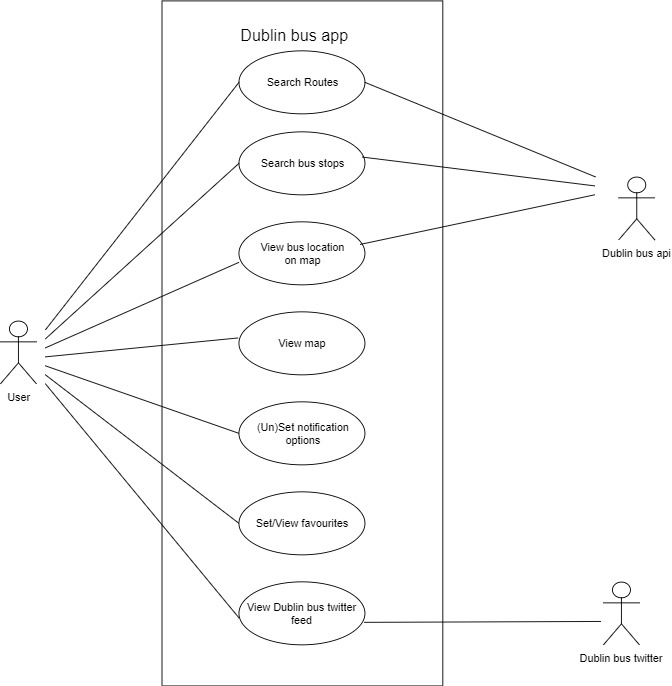 Dublin bus app
Search Routes
Search bus stops
View bus location
on map
Dublin bus api
View map
User
(Un)Set notification
options
Set/View favourites
View Dublin bus twitter
feed
Dublin bus twitter